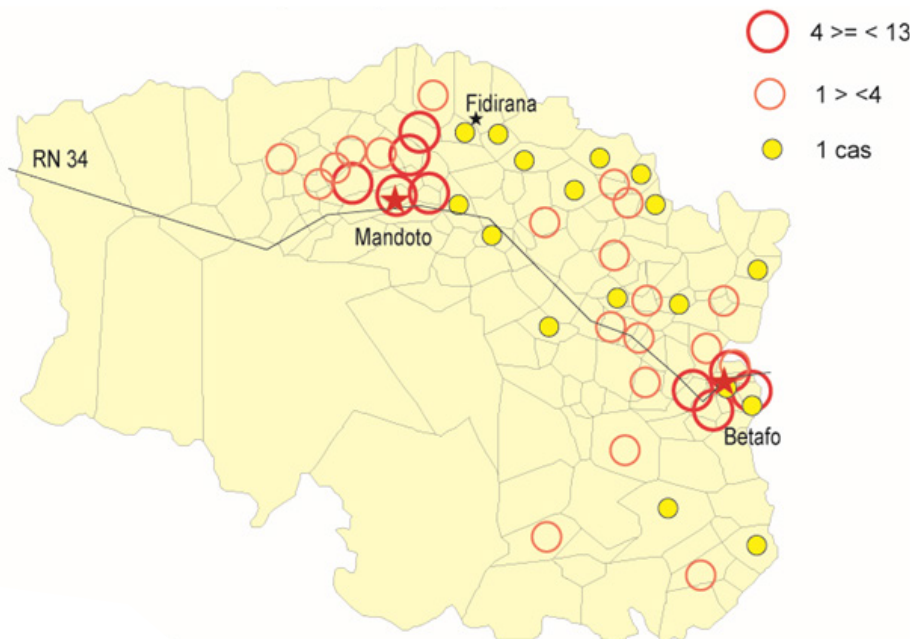 4 >= < 13
Fidirana
1 > <4
RN 34
1 cas
Mandoto
Betafo